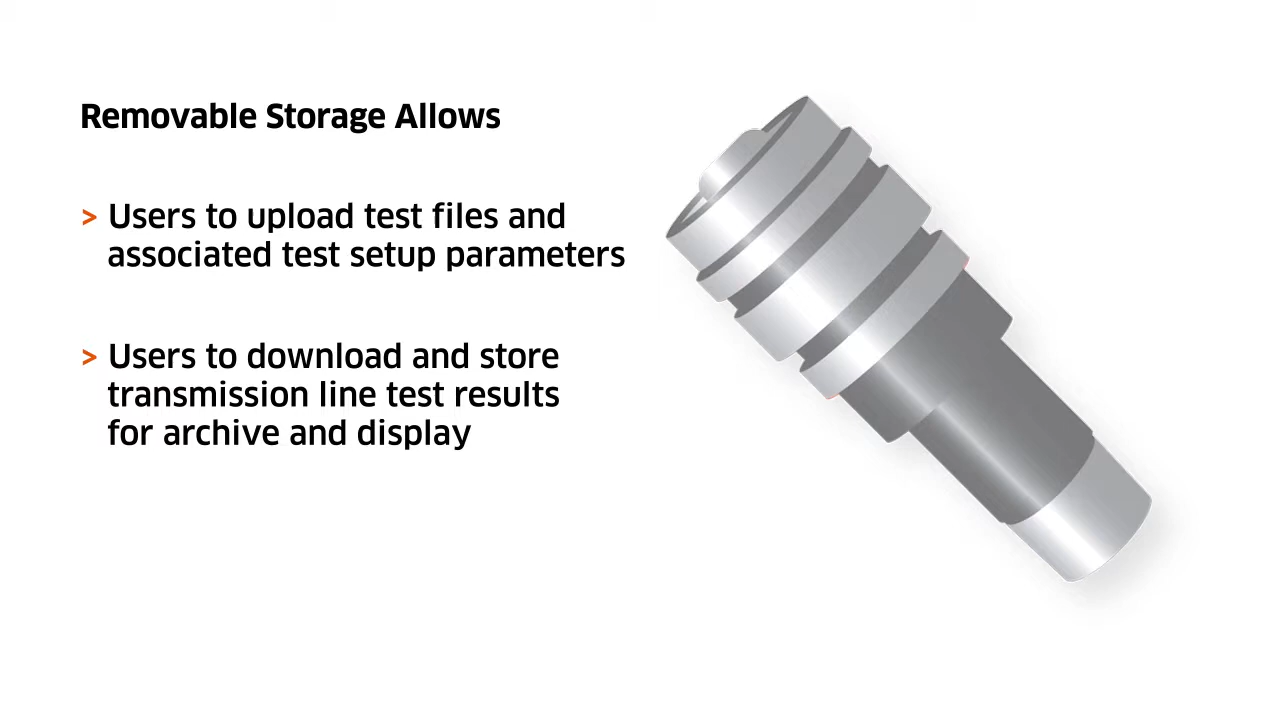 Removable Storage Allows
> Users to upload test files and
associated test setup parameters
> Users to download and store
transmission line test results
for archive and display